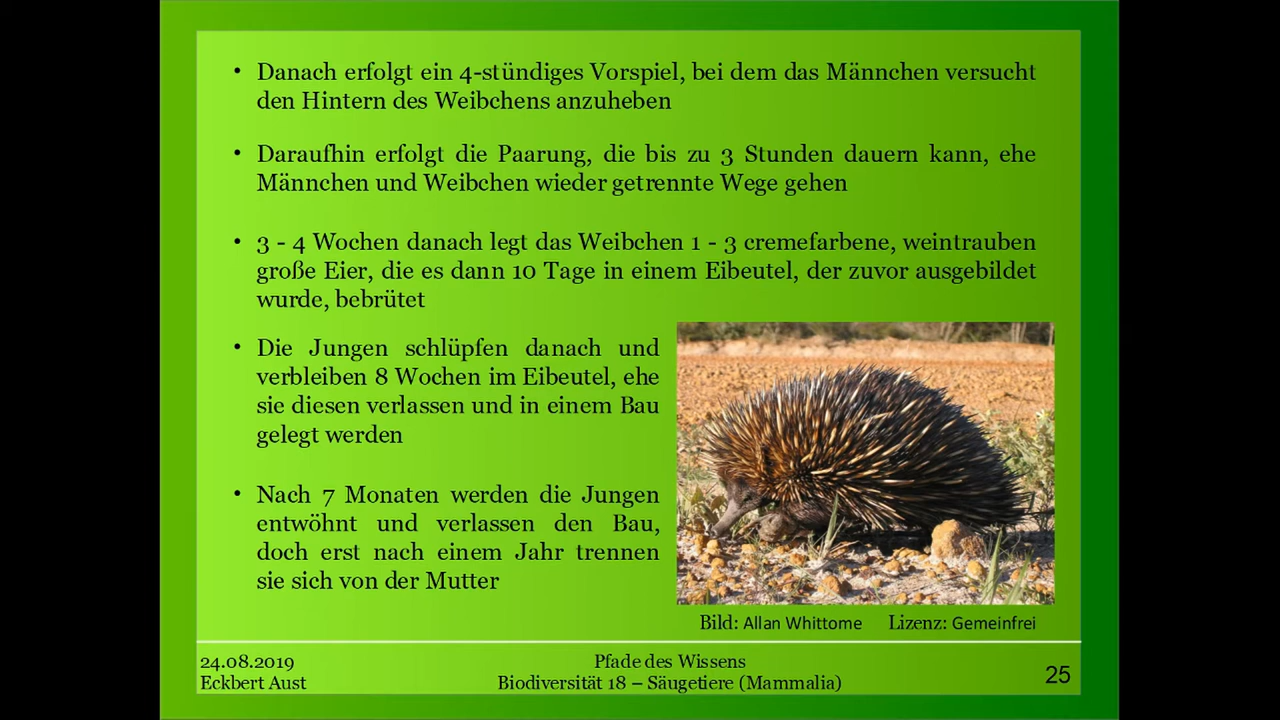 • Danach erfolgt ein 4-stündiges Vorspiel, bei dem das Männchen versucht
den Hintern des Weibchens anzuheben
• Daraufhin erfolgt die Paarung, die bis zu 3 Stunden dauern kann, ehe
Männchen und Weibchen wieder getrennte Wege gehen
• 3 - 4 Wochen danach legt das Weibchen 1 - 3 cremefarbene, weintrauben
große Eier, die es dann 10 Tage in einem Eibeutel, der zuvor ausgebildet
wurde, bebrütet
• Die Jungen schlüpfen danach und
verbleiben 8 Wochen im Eibeutel, ehe
sie diesen verlassen und in einem Bau
gelegt werden
• Nach 7 Monaten werden die Jungen
entwöhnt und verlassen den Bau,
doch erst nach einem Jahr trennen
sie sich von der Mutter
Bild: Allan Whittome Lizenz: Gemeinfrei
24.08.2019
Eckbert Aust
Pfade des Wissens
Biodiversität 18 – Säugetiere (Mammalia)
25